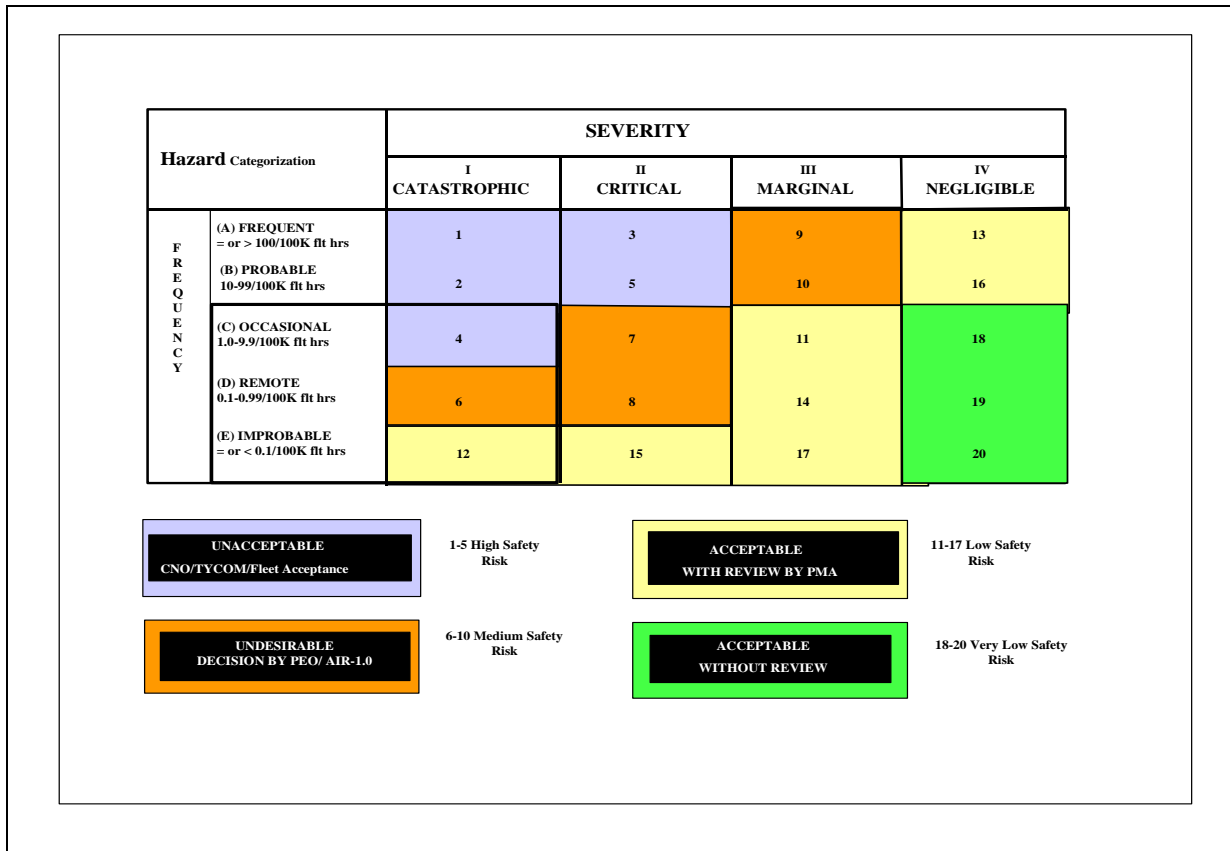 SEVERITY
Hazard Categorization
I
CATASTROPHIC
II
CRITICAL
III
MARGINAL
IV
NEGLIGIBLE
F
R
E
Q
U
E
N
C
Y
(A) FREQUENT
= or > 100/100K flt hrs
1
3
9
13
(B) PROBABLE
10-99/100K flt hrs
2
5
10
16
(C) OCCASIONAL
1.0-9.9/100K flt hrs
4
7
11
18
(D) REMOTE
0.1-0.99/100K flt hrs
6
8
14
19
(E) IMPROBABLE
= or < 0.1/100K flt hrs
12
15
17
20
UNACCEPTABLE
CNO/TYCOM/Fleet Acceptance
1-5 High Safety
Risk
ACCEPTABLE
WITH REVIEW BY PMA
11-17 Low Safety
Risk
UNDESIRABLE
DECISION BY PEO/ AIR-1.0
6-10 Medium Safety
Risk
ACCEPTABLE
WITHOUT REVIEW
18-20 Very Low Safety
Risk